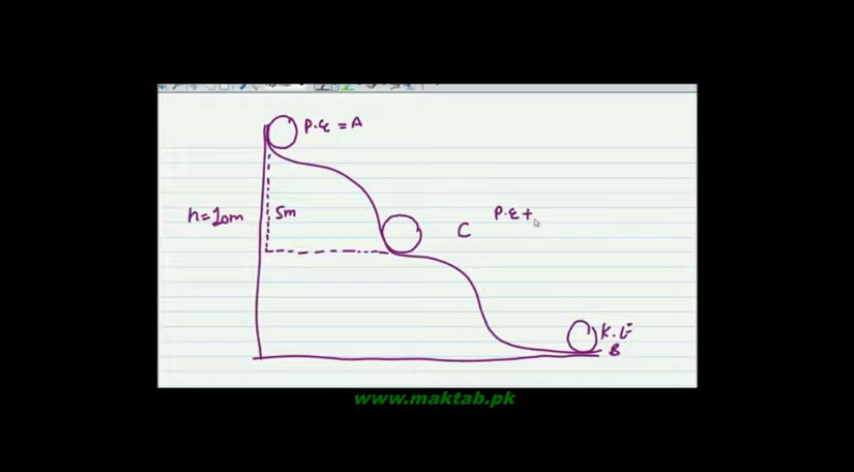 P.E = A
h=10m
5m
C
P.E +
K.E
B
www.maktab.pk